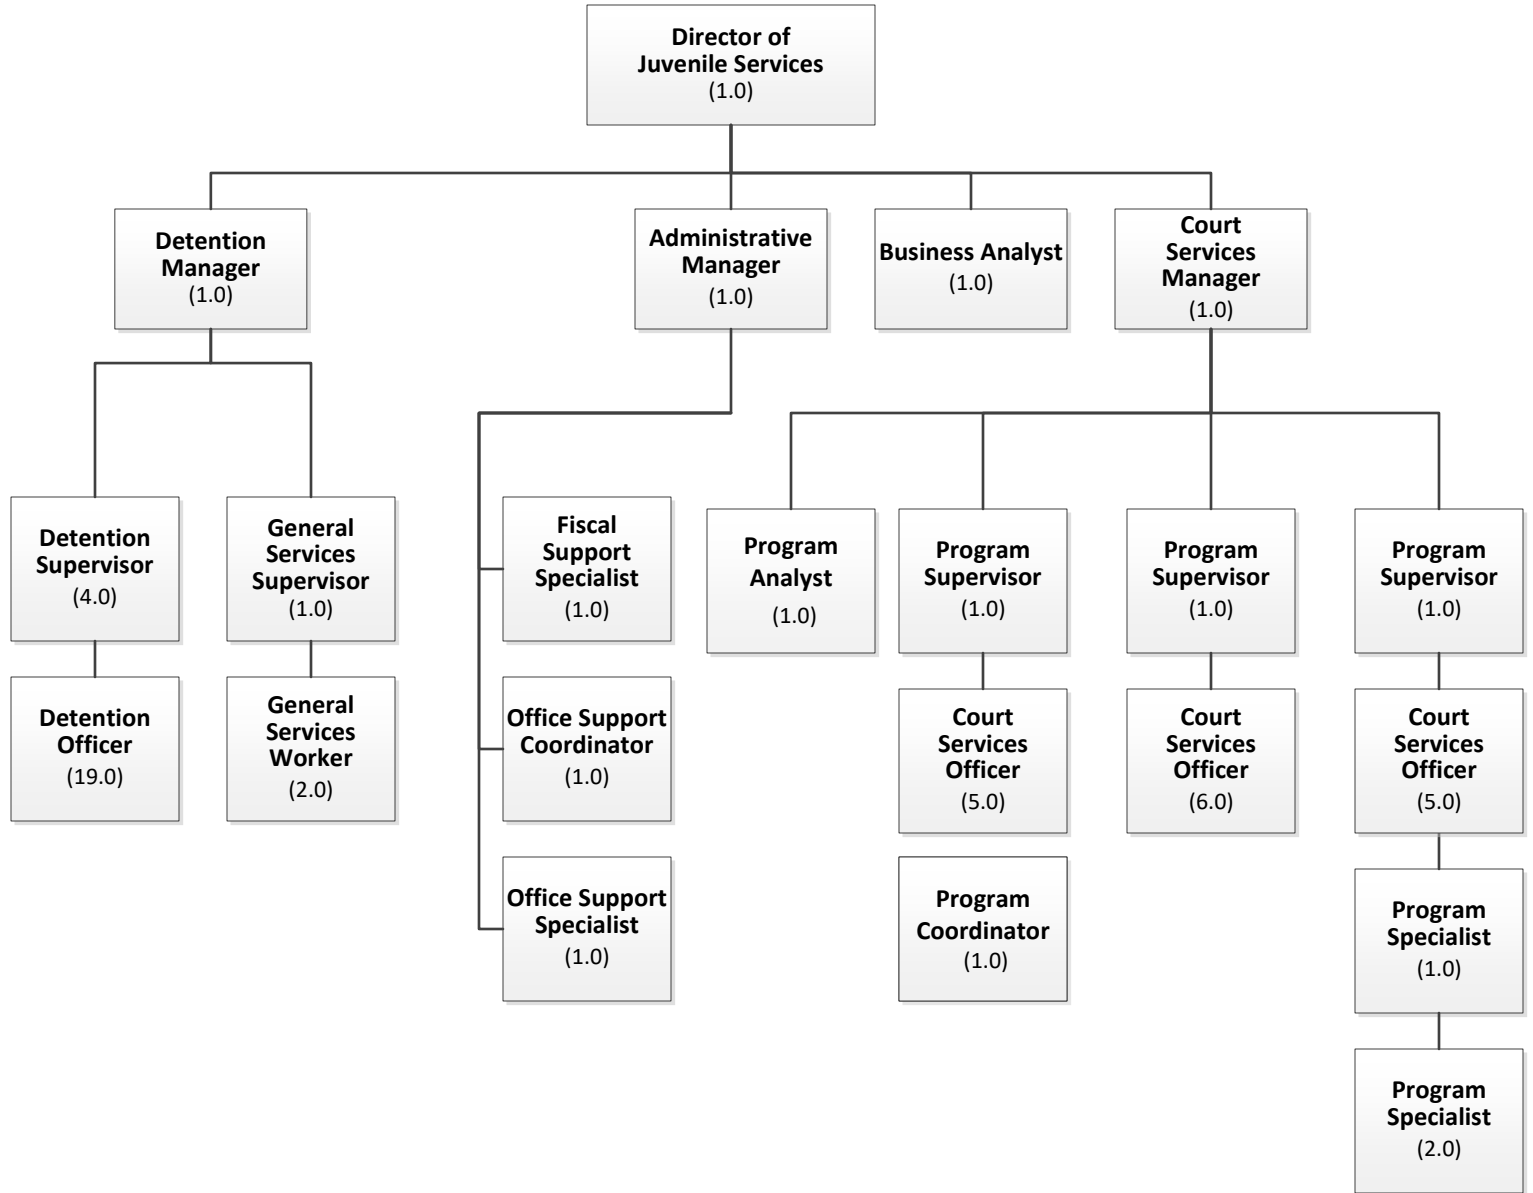 Director of
Juvenile Services
(1.0)
Detention
Manager
(1.0)
Administrative
Manager
(1.0)
Business Analyst
(1.0)
Court
Services
Manager
(1.0)
Detention
Supervisor
(4.0)
General
Services
Supervisor
(1.0)
Fiscal
Support
Specialist
(1.0)
Program
Analyst
(1.0)
Program
Supervisor
(1.0)
Program
Supervisor
(1.0)
Program
Supervisor
(1.0)
Detention
Officer
(19.0)
General
Services
Worker
(2.0)
Office Support
Coordinator
(1.0)
Court
Services
Officer
(5.0)
Court
Services
Officer
(6.0)
Court
Services
Officer
(5.0)
Office Support
Specialist
(1.0)
Program
Coordinator
(1.0)
Program
Specialist
(1.0)
Program
Specialist
(2.0)